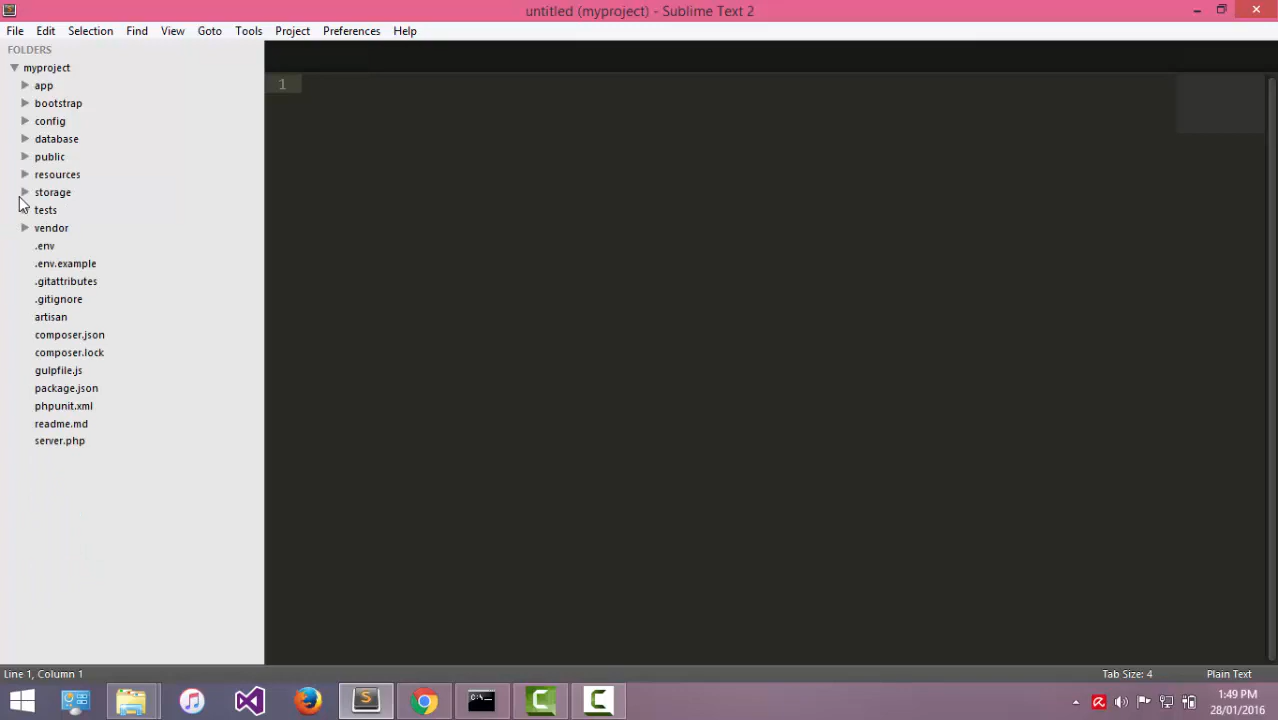 untitled (myproject) - Sublime Text 2
File Edit Selection Find View Goto Tools Project Preferences Help
FOLDERS
myproject
app
bootstrap
config
database
public
resources
storage
tests
vendor
.env
.env.example
.gitattributes
.gitignore
artisan
composer.json
composer.lock
gulpfile.js
package.json
phpunit.xml
readme.md
server.php
1
Line 1, Column 1
Tab Size: 4
Plain Text
1:49 PM
28/01/2016